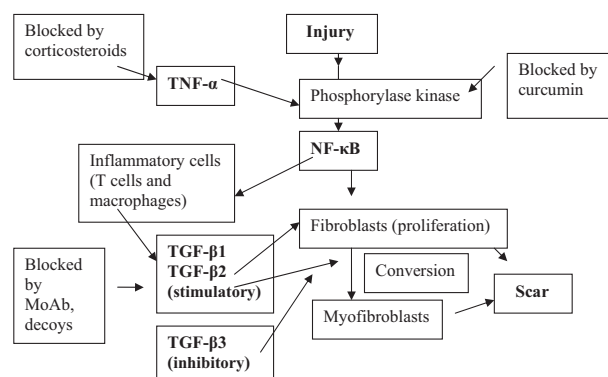 Blocked by
corticosteroids
Injury
TNF-α
Phosphorylase kinase
Blocked by
curcumin
NF-κB
Inflammatory cells
(T cells and
macrophages)
Fibroblasts (proliferation)
TGF-β1
TGF-β2
(stimulatory)
Blocked
by
MoAb,
decoys
Conversion
Scar
Myofibroblasts
TGF-β3
(inhibitory)